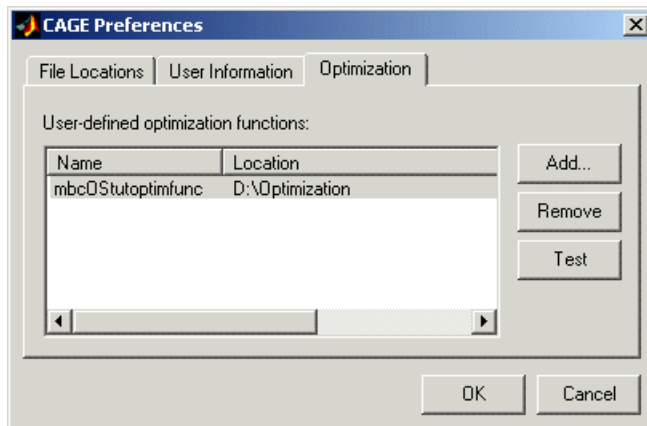 CAGE Preferences
File Locations User Information Optimization
User-defined optimization functions:
Name Location
mbcOStutoptimfunc D:\Optimization
Add...
Remove
Test
OK Cancel